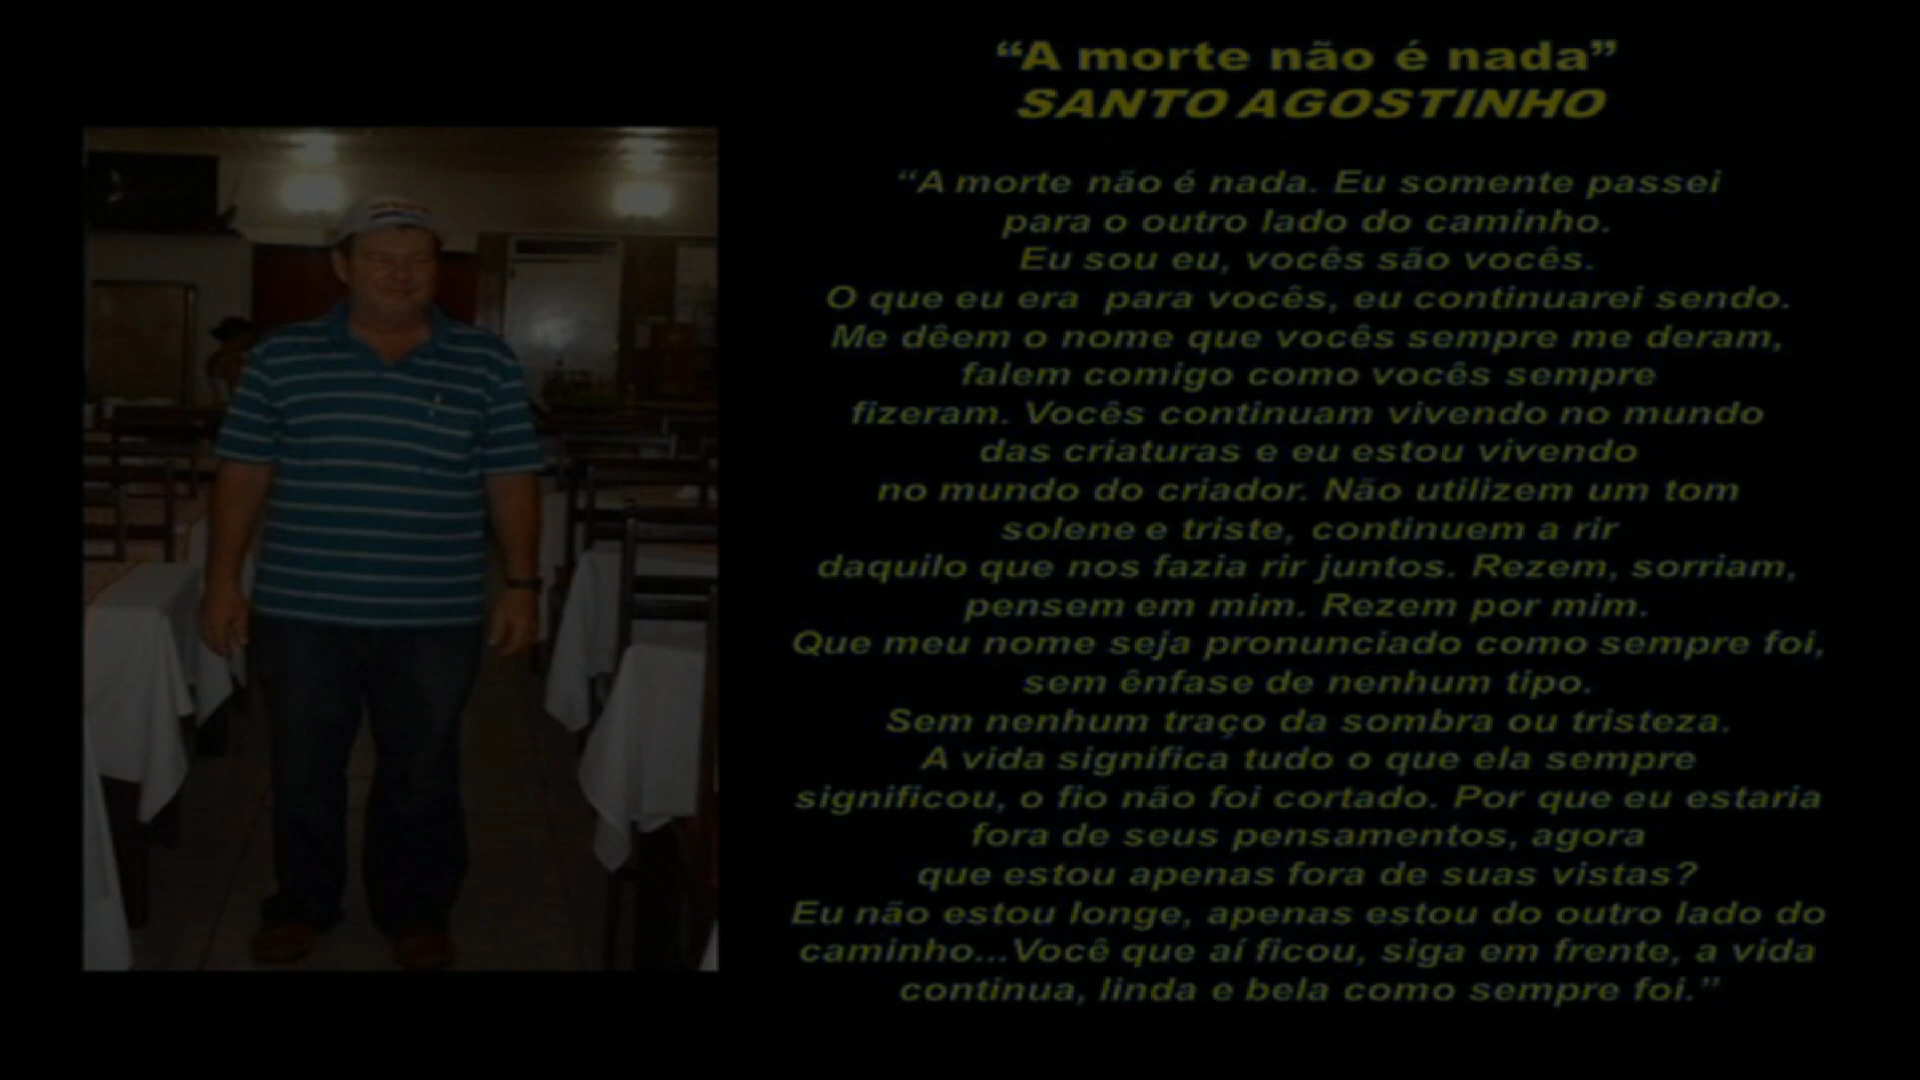 “A morte não é nada”
SANTO AGOSTINHO
“A morte não é nada. Eu somente passei
para o outro lado do caminho.
Eu sou eu, vocês são vocês.
O que eu era  para vocês, eu continuarei sendo.
Me dêem o nome que vocês sempre me deram,
falem comigo como vocês sempre
fizeram. Vocês continuam vivendo no mundo
das criaturas e eu estou vivendo
no mundo do criador. Não utilizem um tom
solene e triste, continuem a rir
daquilo que nos fazia rir juntos. Rezem, sorriam,
pensem em mim. Rezem por mim.
Que meu nome seja pronunciado como sempre foi,
sem ênfase de nenhum tipo.
Sem nenhum traço da sombra ou tristeza.
A vida significa tudo o que ela sempre
significou, o fio não foi cortado. Por que eu estaria
fora de seus pensamentos, agora
que estou apenas fora de suas vistas?
Eu não estou longe, apenas estou do outro lado do
caminho...Você que aí ficou, siga em frente, a vida
continua, linda e bela como sempre foi.”